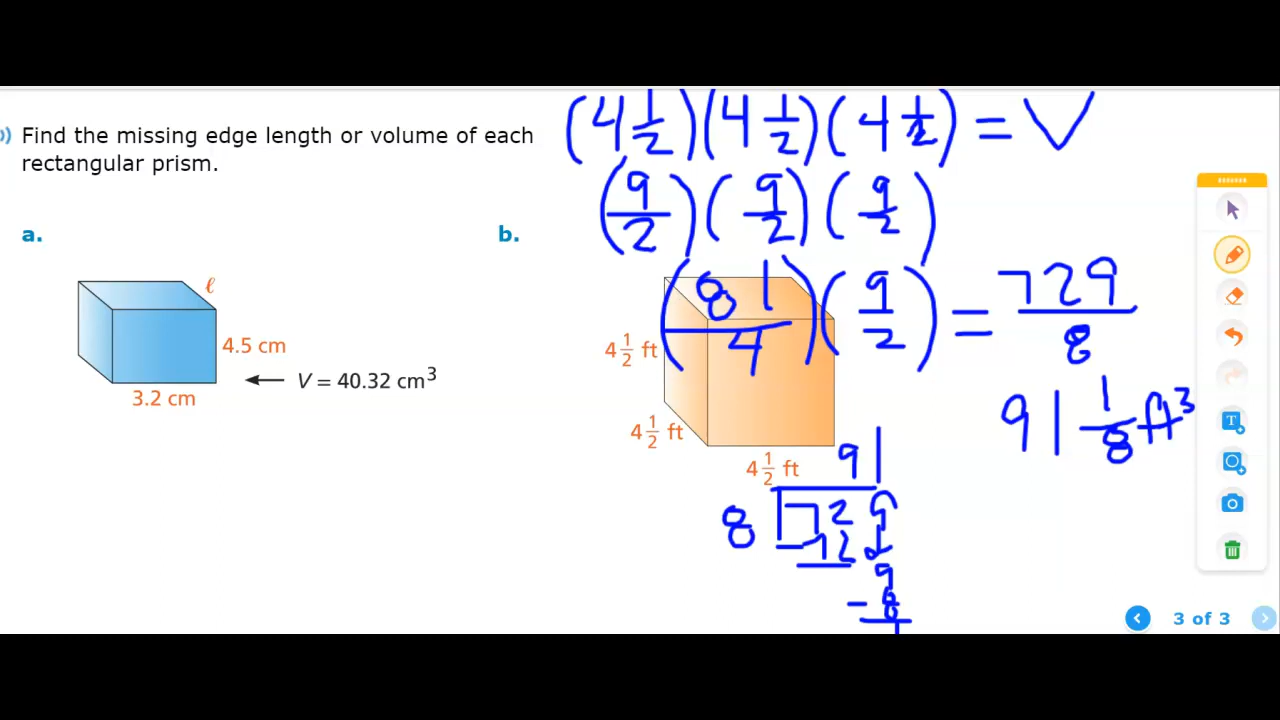 Find the missing edge length or volume of each
rectangular prism.
a.
ℓ
4.5 cm
3.2 cm
V = 40.32 cm³
b.
4 1/2 ft
4 1/2 ft
4 1/2 ft
(4 1/2)(4 1/2)(4 1/2) = V
(9/2)(9/2)(9/2)
(81/4)(9/2) = 729/8
91 1/8 ft³
91
8 729
- 72
9
- 8
1
T
3 of 3